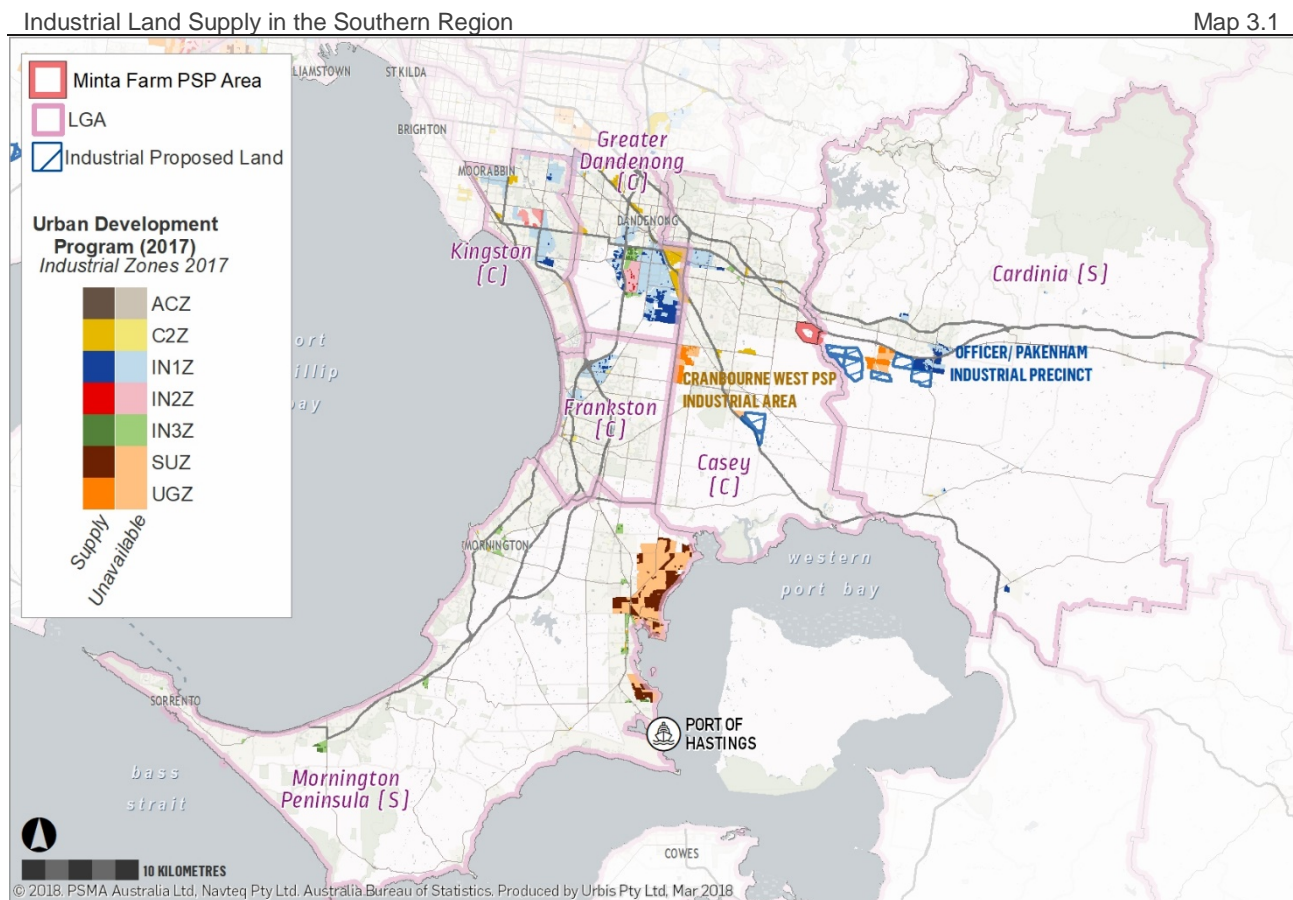 Industrial Land Supply in the Southern Region
Map 3.1
Minta Farm PSP Area
LGA
Industrial Proposed Land
Urban Development
Program (2017)
Industrial Zones 2017
ACZ
C2Z
IN1Z
IN2Z
IN3Z
SUZ
UGZ
Supply
Unavailable
LIAMSTOWN
ST KILDA
BRIGHTON
MOORABBIN
Greater
Dandenong
[C]
DANDENONG
Kingston
[C]
Cardinia [S]
ort
illip
ay
OFFICER/ PAKENHAM
INDUSTRIAL PRECINCT
CRANBOURNE WEST PSP
INDUSTRIAL AREA
Frankston
[C]
Casey
[C]
MORNINGTON
western
port bay
SORRENTO
PORT OF
HASTINGS
bass
strait
Mornington
Peninsula [S]
COWES
10 KILOMETRES
© 2018. PSMA Australia Ltd, Navteq Pty Ltd. Australia Bureau of Statistics. Produced by Urbis Pty Ltd, Mar 2018